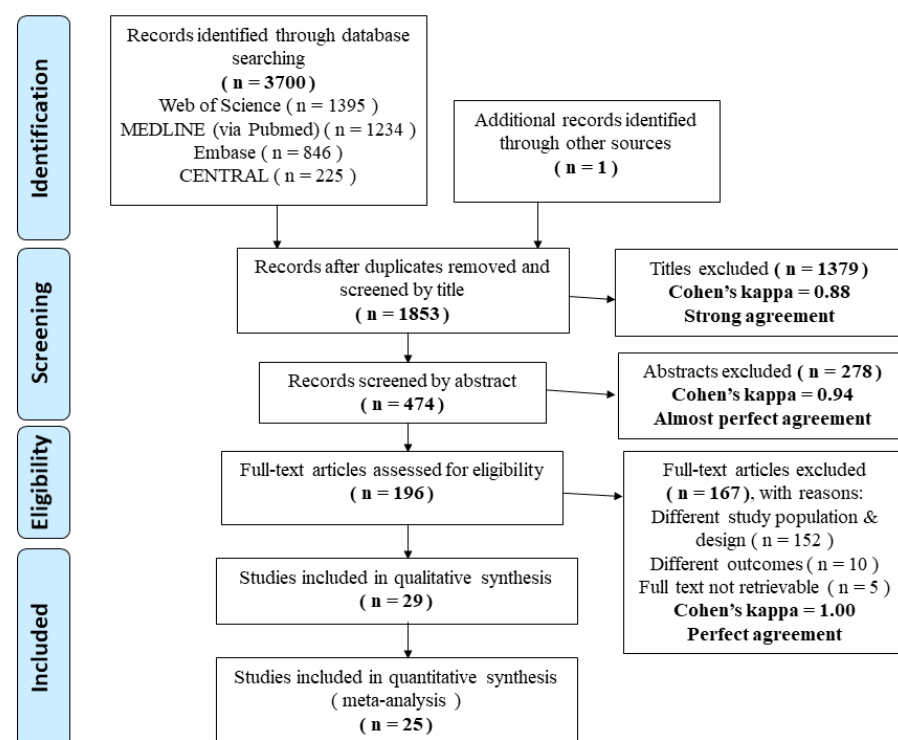 Identification
Records identified through database
searching
( n = 3700)
Web of Science ( n = 1395)
MEDLINE (via Pubmed) ( n = 1234 )
Embase ( n = 846)
CENTRAL ( n = 225 )
Additional records identified
through other sources
( n = 1 )
Screening
Records after duplicates removed and
screened by title
( n = 1853)
Titles excluded ( n = 1379)
Cohen’s kappa = 0.88
Strong agreement
Records screened by abstract
( n = 474)
Abstracts excluded ( n = 278)
Cohen’s kappa = 0.94
Almost perfect agreement
Eligibility
Full-text articles assessed for eligibility
( n = 196 )
Full-text articles excluded
( n = 167), with reasons:
Different study population &
design ( n = 152 )
Different outcomes ( n = 10 )
Full text not retrievable ( n = 5 )
Cohen’s kappa = 1.00
Perfect agreement
Included
Studies included in qualitative synthesis
( n = 29)
Studies included in quantitative synthesis
( meta-analysis )
( n = 25)